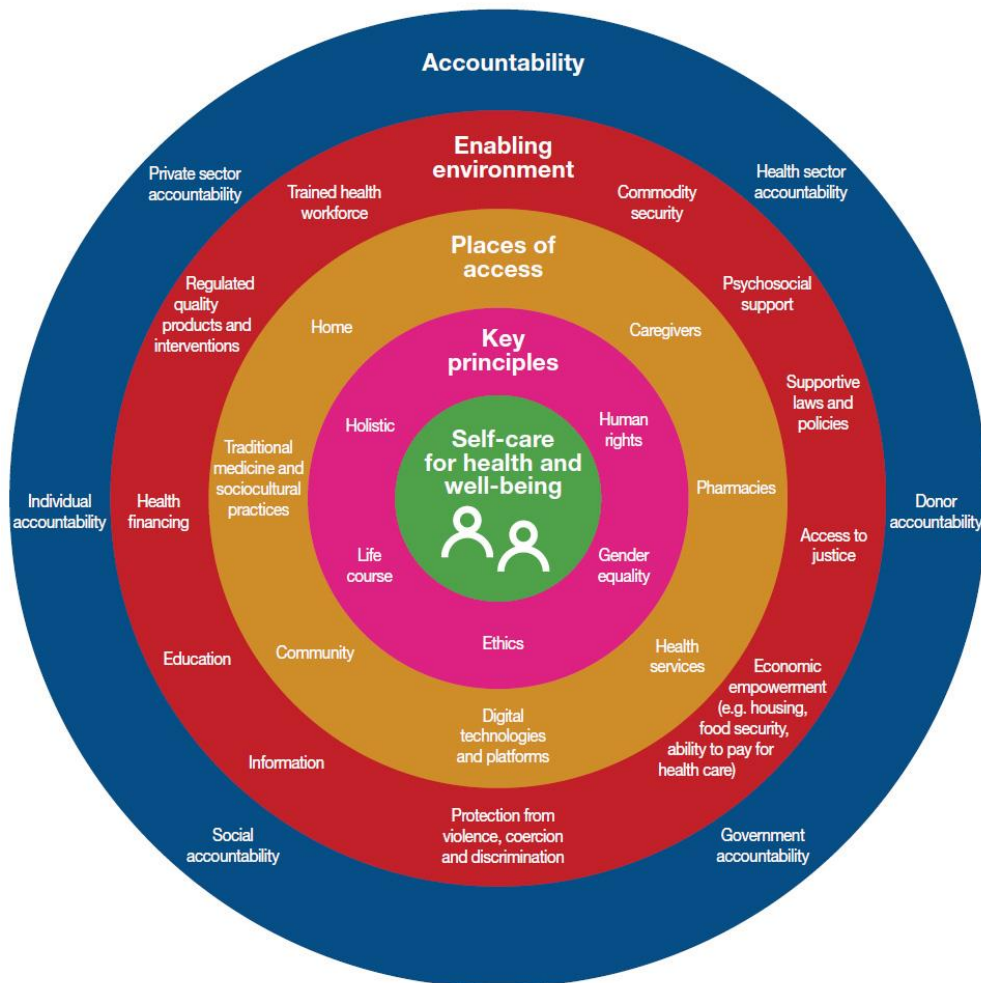 Accountability
Enabling
environment
Private sector
accountability
Health sector
accountability
Trained health
workforce
Commodity
security
Places of
access
Regulated
quality
products and
interventions
Psychosocial
support
Home
Caregivers
Key
principles
Supportive
laws and
policies
Holistic
Human
rights
Self-care
for health and
well-being
Traditional
medicine and
sociocultural
practices
Pharmacies
Individual
accountability
Health
financing
Donor
accountability
Access to
justice
Life
course
Gender
equality
Ethics
Education
Community
Health
services
Economic
empowerment
(e.g. housing,
food security,
ability to pay for
health care)
Digital
technologies
and platforms
Information
Protection from
violence, coercion
and discrimination
Social
accountability
Government
accountability